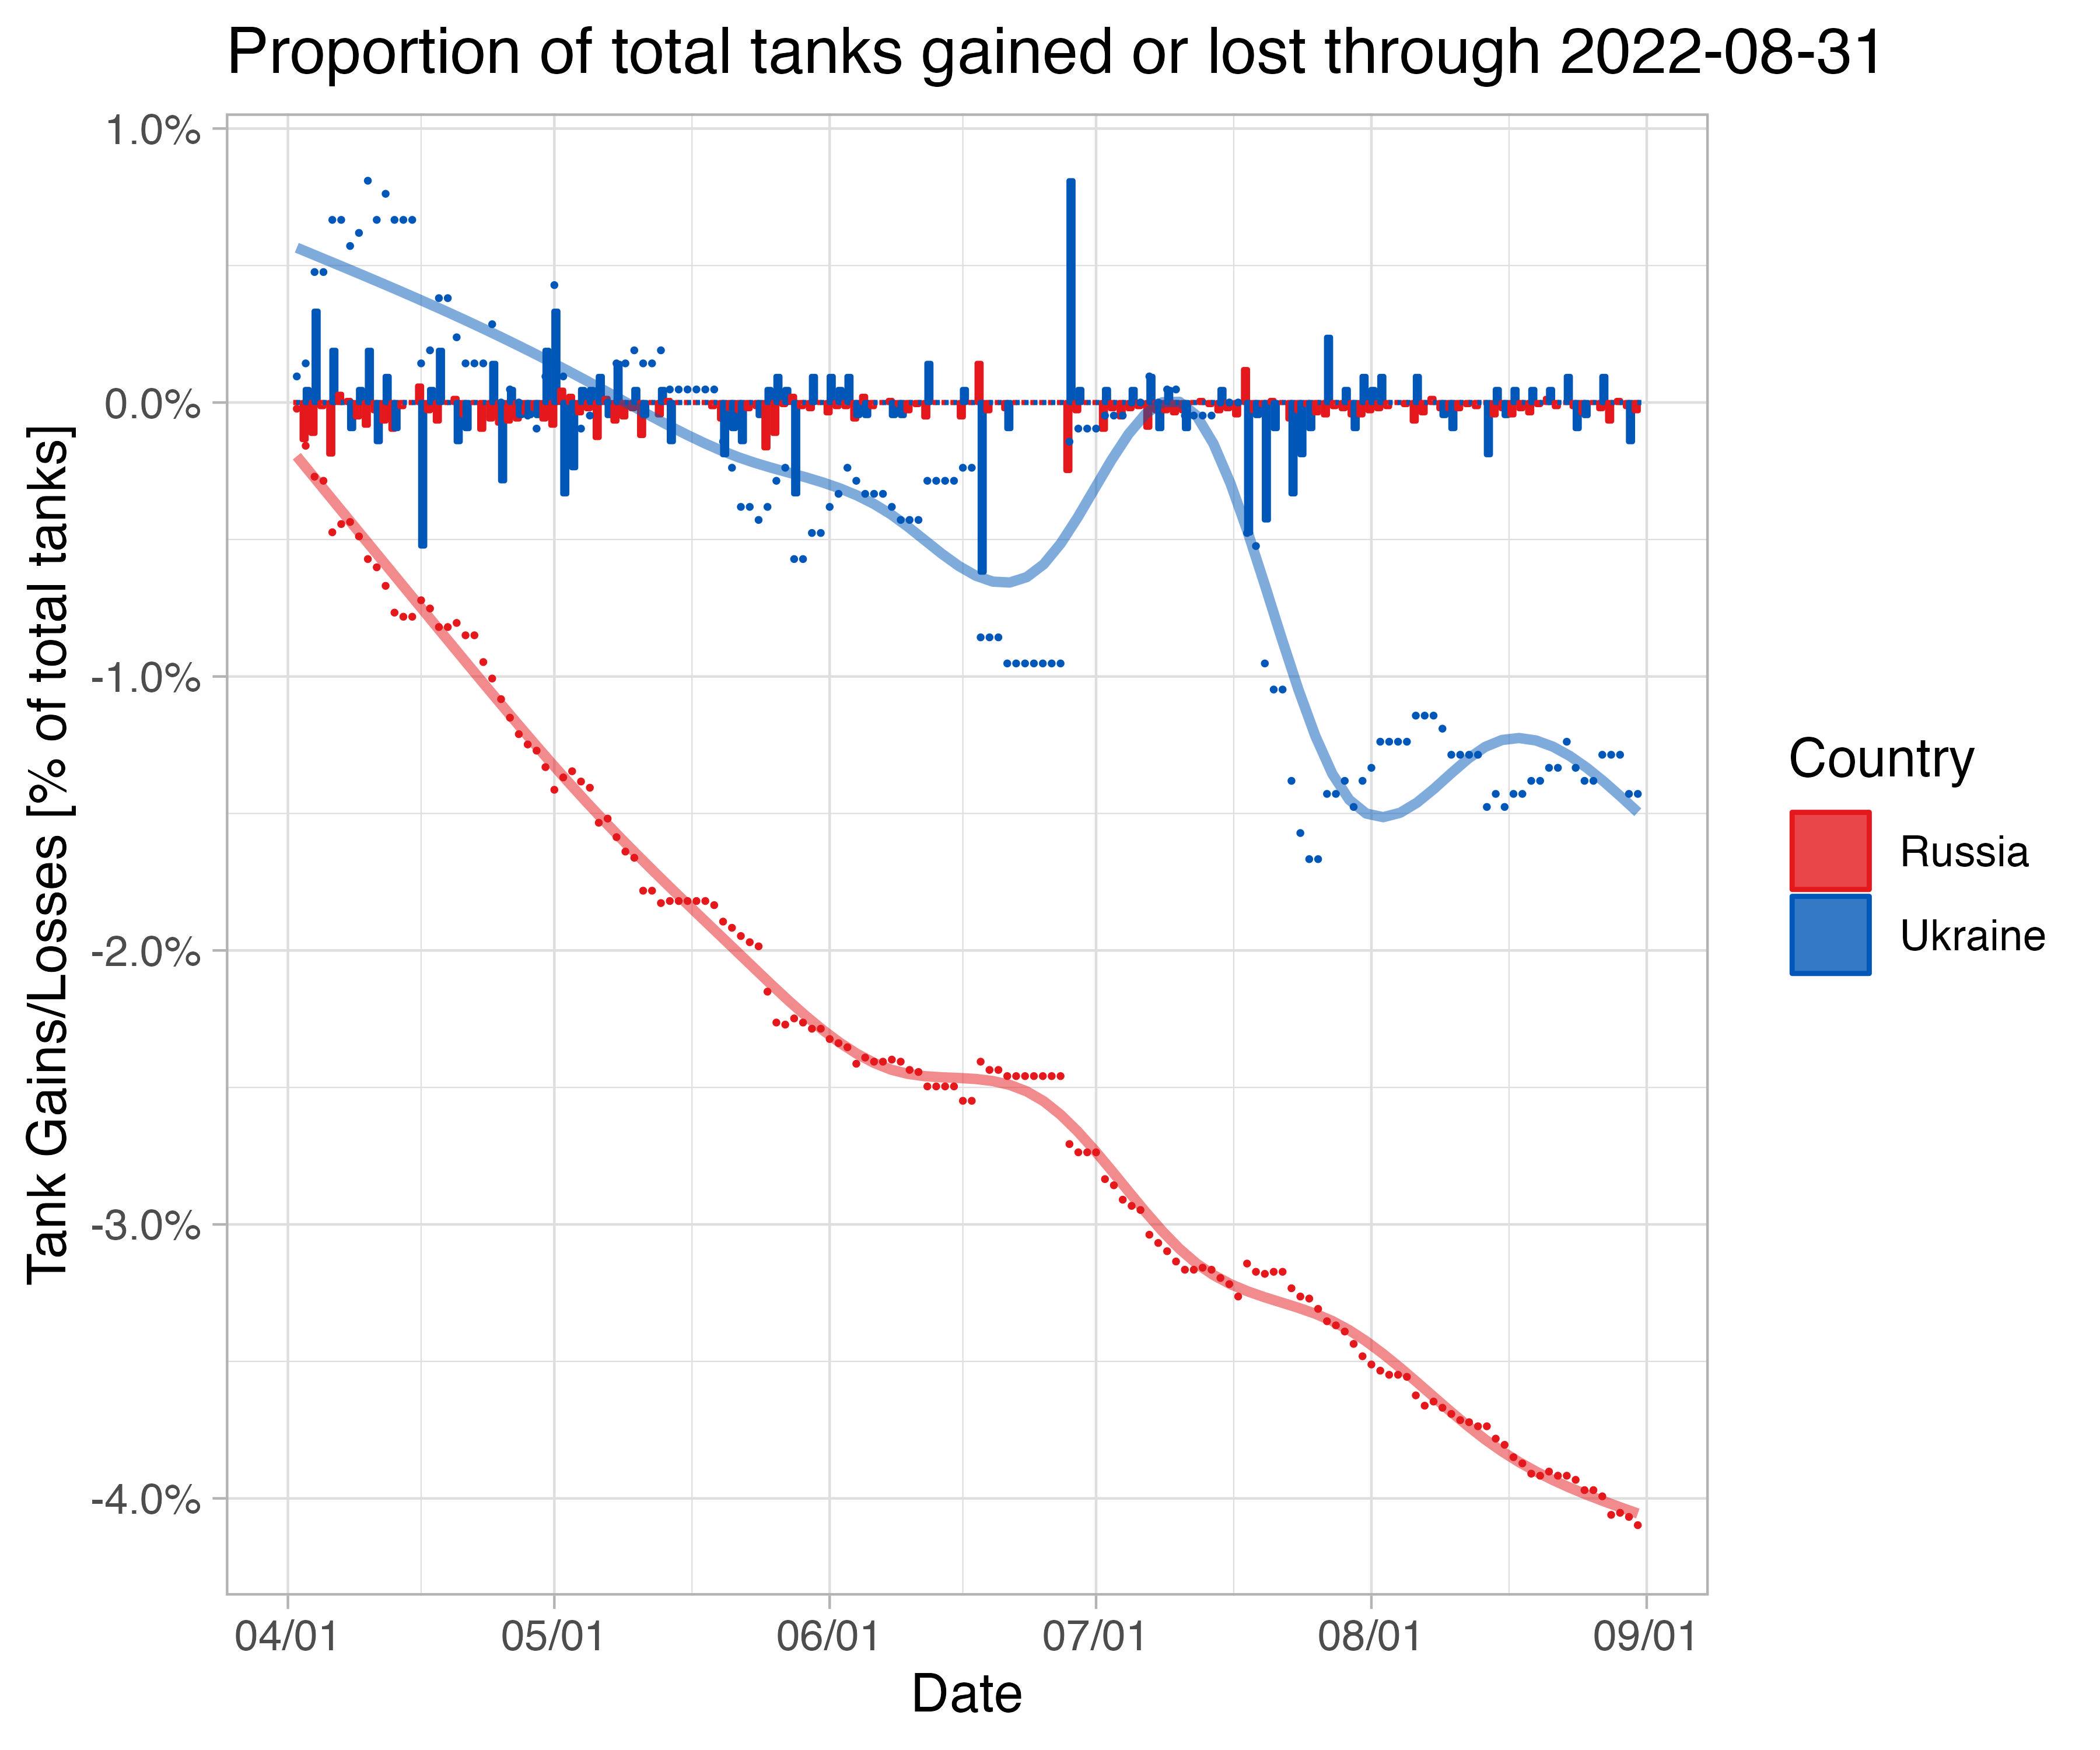 Proportion of total tanks gained or lost through 2022-08-31
Tank Gains/Losses [% of total tanks]
1.0%
0.0%
-1.0%
-2.0%
-3.0%
-4.0%
04/01
05/01
06/01
07/01
08/01
09/01
Date
Country
Russia
Ukraine